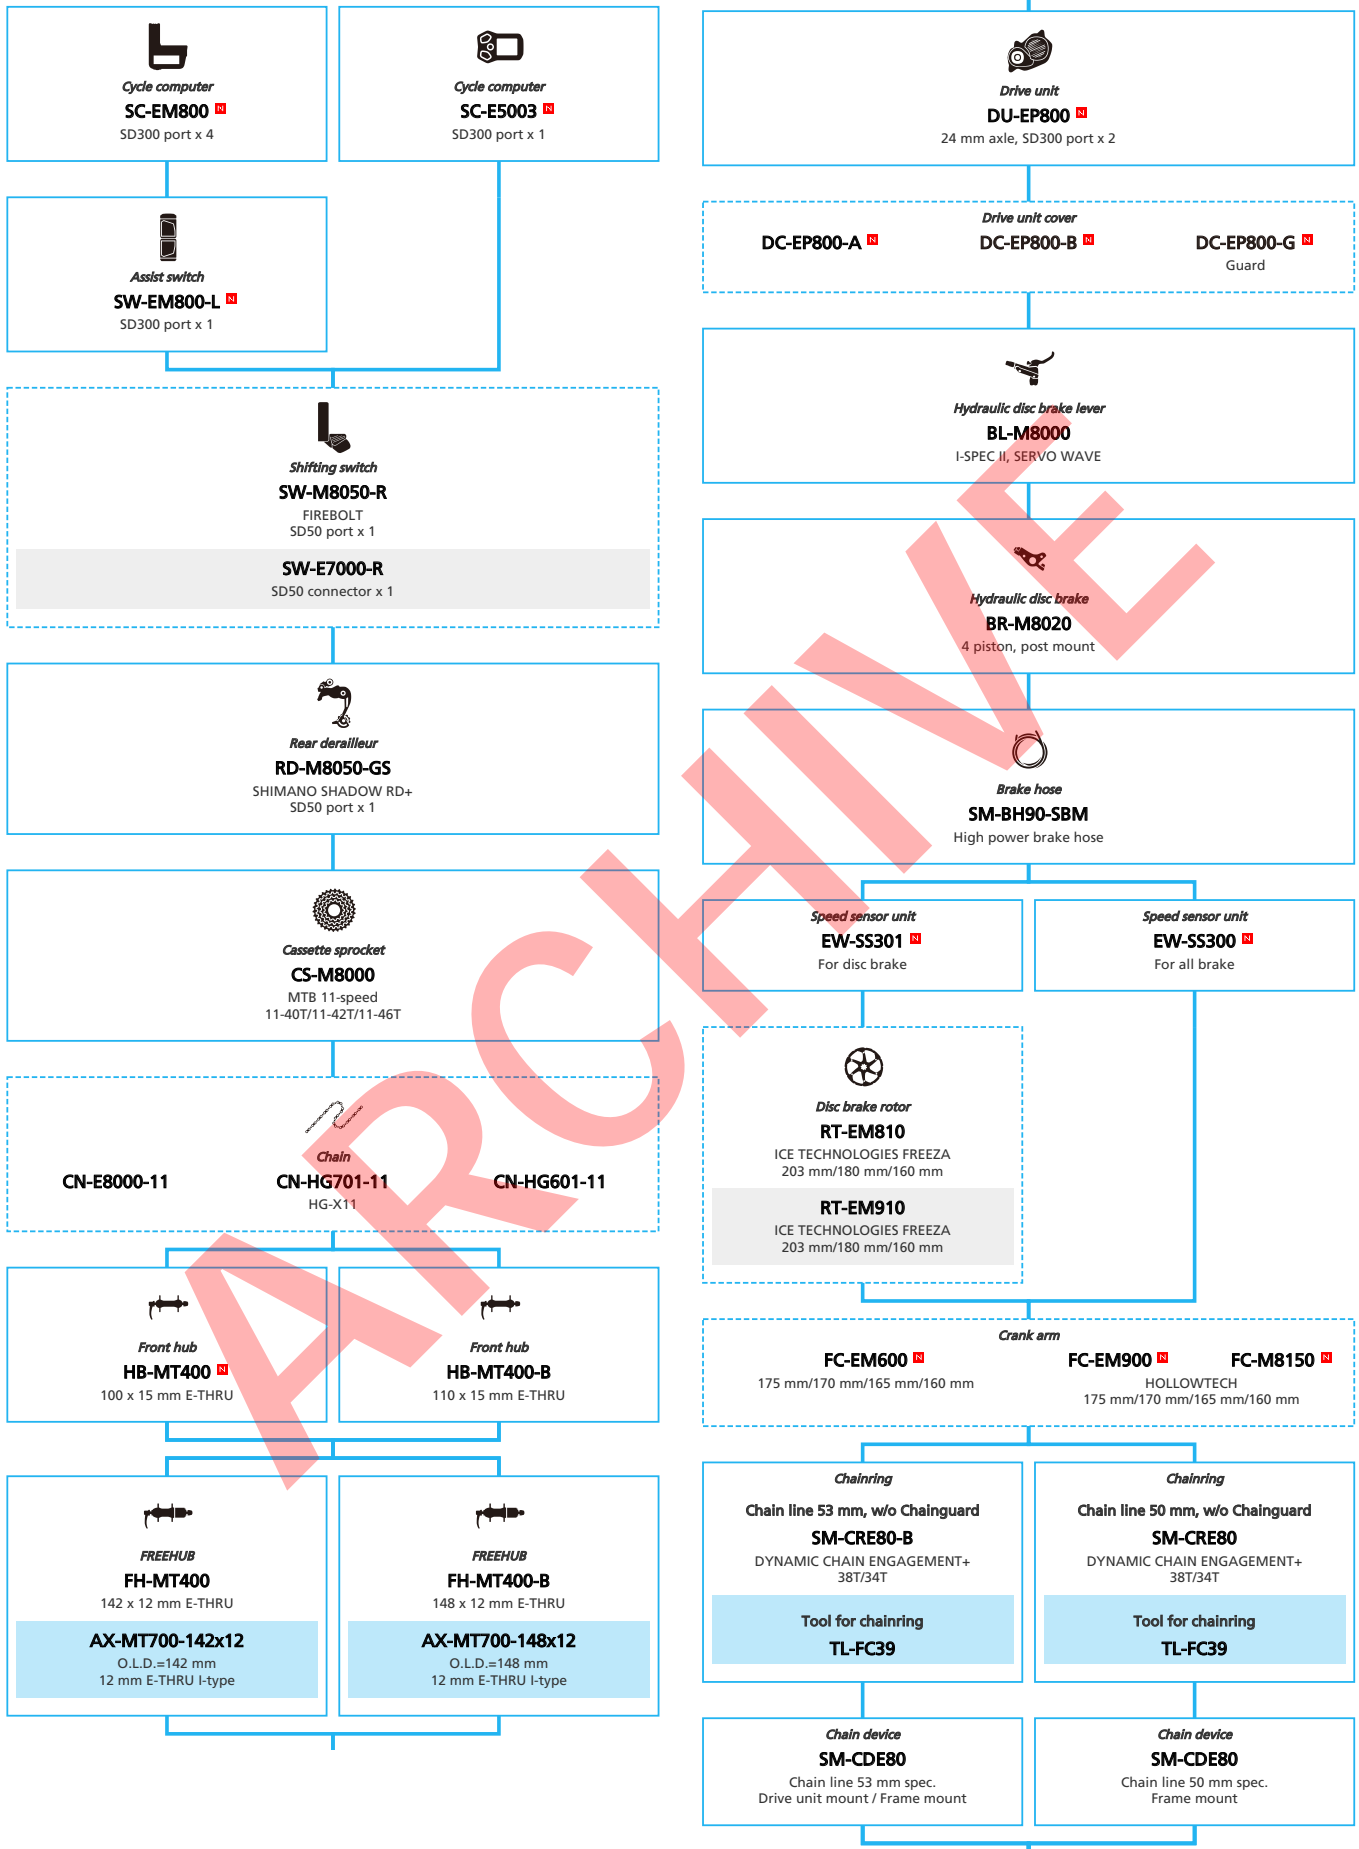 Cycle computer
SC-EM800 N
SD300 port x 4
Cycle computer
SC-E5003 N
SD300 port x 1
Assist switch
SW-EM800-L N
SD300 port x 1
Shifting switch
SW-M8050-R
FIREBOLT
SD50 port x 1
SW-E7000-R
SD50 connector x 1
Rear derailleur
RD-M8050-GS
SHIMANO SHADOW RD+
SD50 port x 1
Cassette sprocket
CS-M8000
MTB 11-speed
11-40T/11-42T/11-46T
Chain
CN-E8000-11
CN-HG701-11
CN-HG601-11
HG-X11
Front hub
HB-MT400 N
100 x 15 mm E-THRU
Front hub
HB-MT400-B
110 x 15 mm E-THRU
FREEHUB
FH-MT400
142 x 12 mm E-THRU
AX-MT700-142x12
O.L.D.=142 mm
12 mm E-THRU I-type
FREEHUB
FH-MT400-B
148 x 12 mm E-THRU
AX-MT700-148x12
O.L.D.=148 mm
12 mm E-THRU I-type
Drive unit
DU-EP800 N
24 mm axle, SD300 port x 2
Drive unit cover
DC-EP800-A N
DC-EP800-B N
DC-EP800-G N
Guard
Hydraulic disc brake lever
BL-M8000
I-SPEC II, SERVO WAVE
Hydraulic disc brake
BR-M8020
4 piston, post mount
Brake hose
SM-BH90-SBM
High power brake hose
Speed sensor unit
EW-SS301 N
For disc brake
Speed sensor unit
EW-SS300 N
For all brake
Disc brake rotor
RT-EM810
ICE TECHNOLOGIES FREEZA
203 mm/180 mm/160 mm
RT-EM910
ICE TECHNOLOGIES FREEZA
203 mm/180 mm/160 mm
Crank arm
FC-EM600 N
175 mm/170 mm/165 mm/160 mm
FC-EM900 N
FC-M8150 N
HOLLOWTECH
175 mm/170 mm/165 mm/160 mm
Chainring
Chain line 53 mm, w/o Chainguard
SM-CRE80-B
DYNAMIC CHAIN ENGAGEMENT+
38T/34T
Tool for chainring
TL-FC39
Chainring
Chain line 50 mm, w/o Chainguard
SM-CRE80
DYNAMIC CHAIN ENGAGEMENT+
38T/34T
Tool for chainring
TL-FC39
Chain device
SM-CDE80
Chain line 53 mm spec.
Drive unit mount / Frame mount
Chain device
SM-CDE80
Chain line 50 mm spec.
Frame mount
ARCHIVE